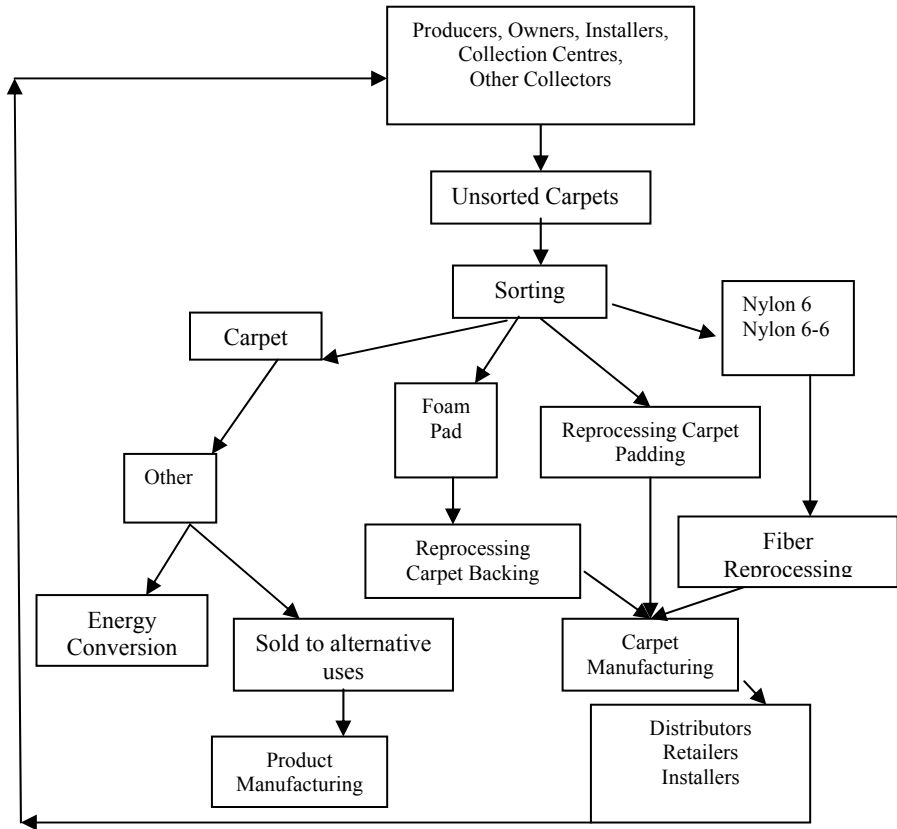 Producers, Owners, Installers,
Collection Centres,
Other Collectors
Unsorted Carpets
Sorting
Nylon 6
Nylon 6-6
Carpet
Foam
Pad
Reprocessing Carpet
Padding
Other
Reprocessing
Carpet Backing
Fiber
Reprocessing
Energy
Conversion
Sold to alternative
uses
Carpet
Manufacturing
Product
Manufacturing
Distributors
Retailers
Installers